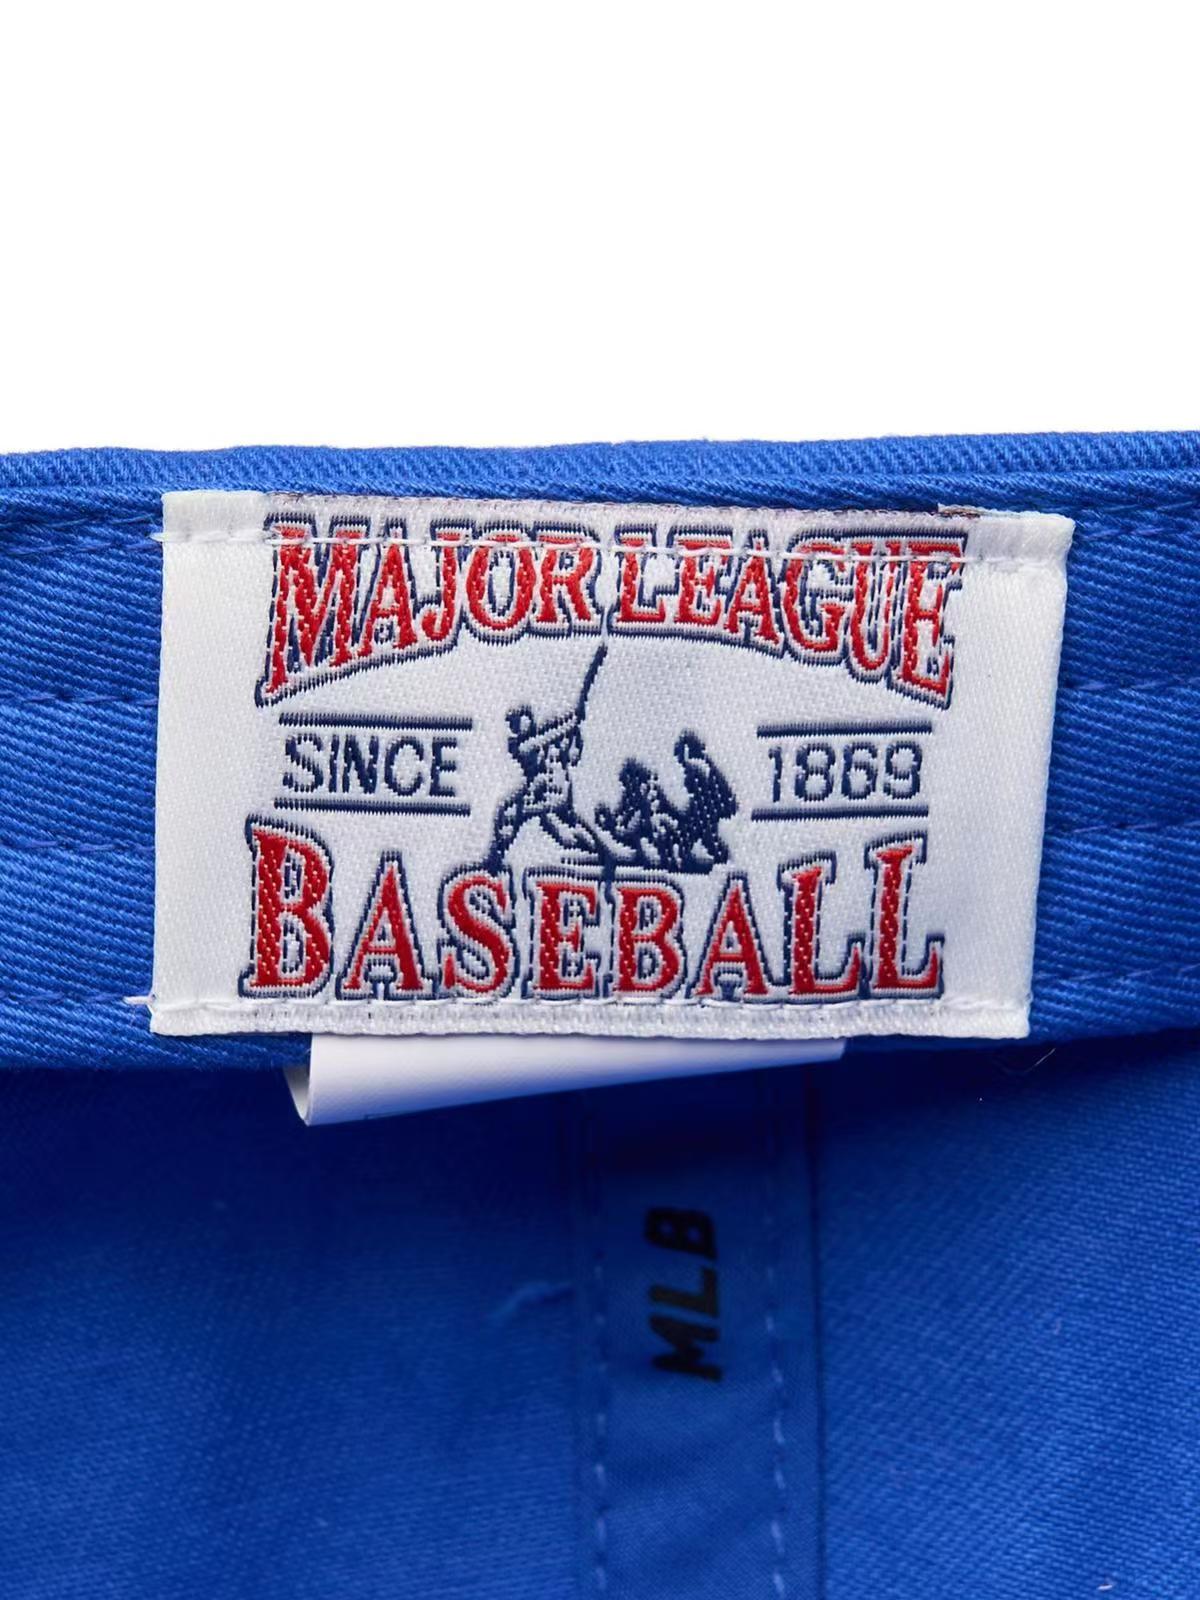 MAJOR LEAGUE
SINCE 1869
BASEBALL
MLB